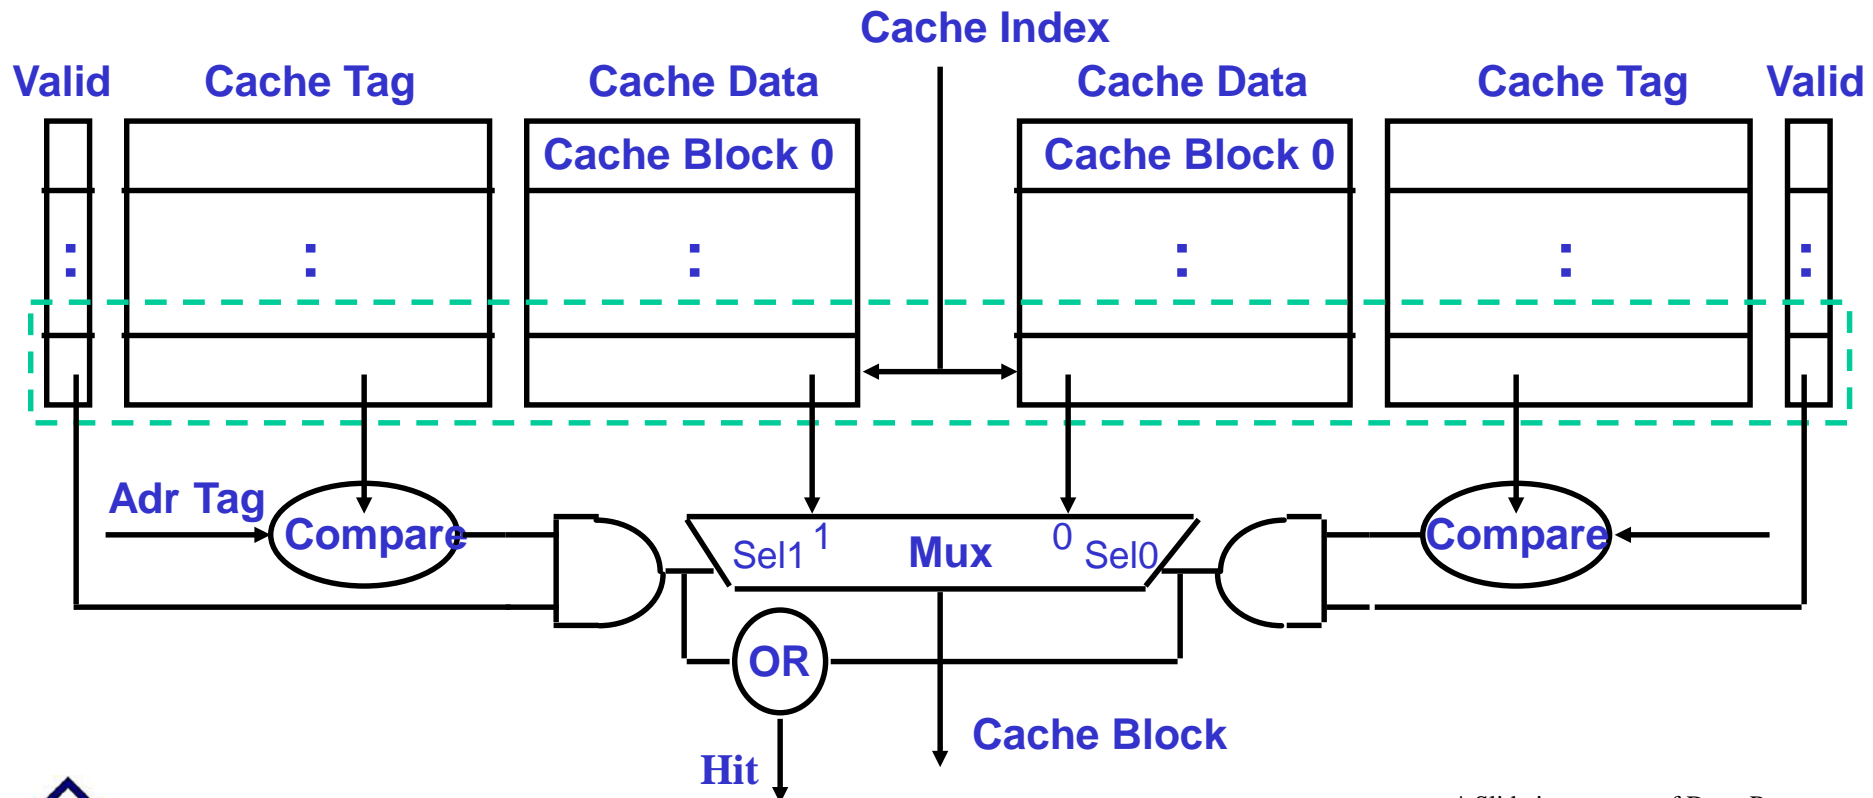 Cache Index
Valid Cache Tag Cache Data Cache Data Cache Tag Valid
Cache Block 0 Cache Block 0
: : : : : :
Adr Tag
Compare Sel1 1 Mux 0 Sel0 Compare
OR
Cache Block
Hit